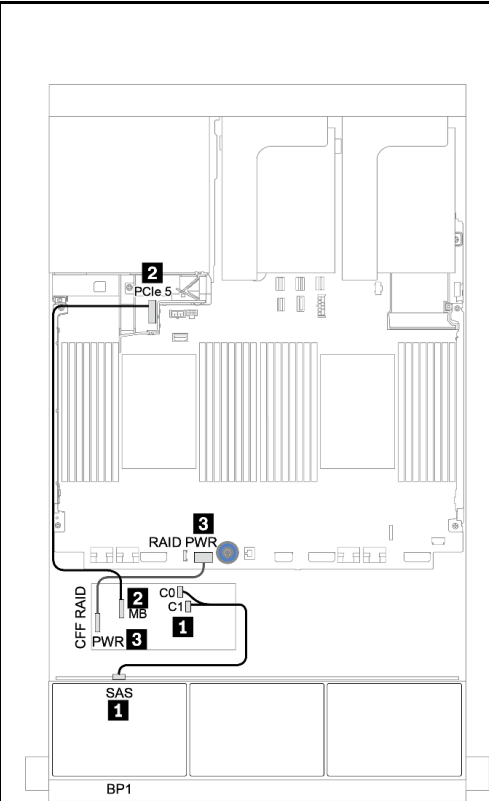 2
PCIe 5
3
RAID PWR
CFF RAID
2
MB
PWR 3
C0
C1
1
SAS
1
BP1